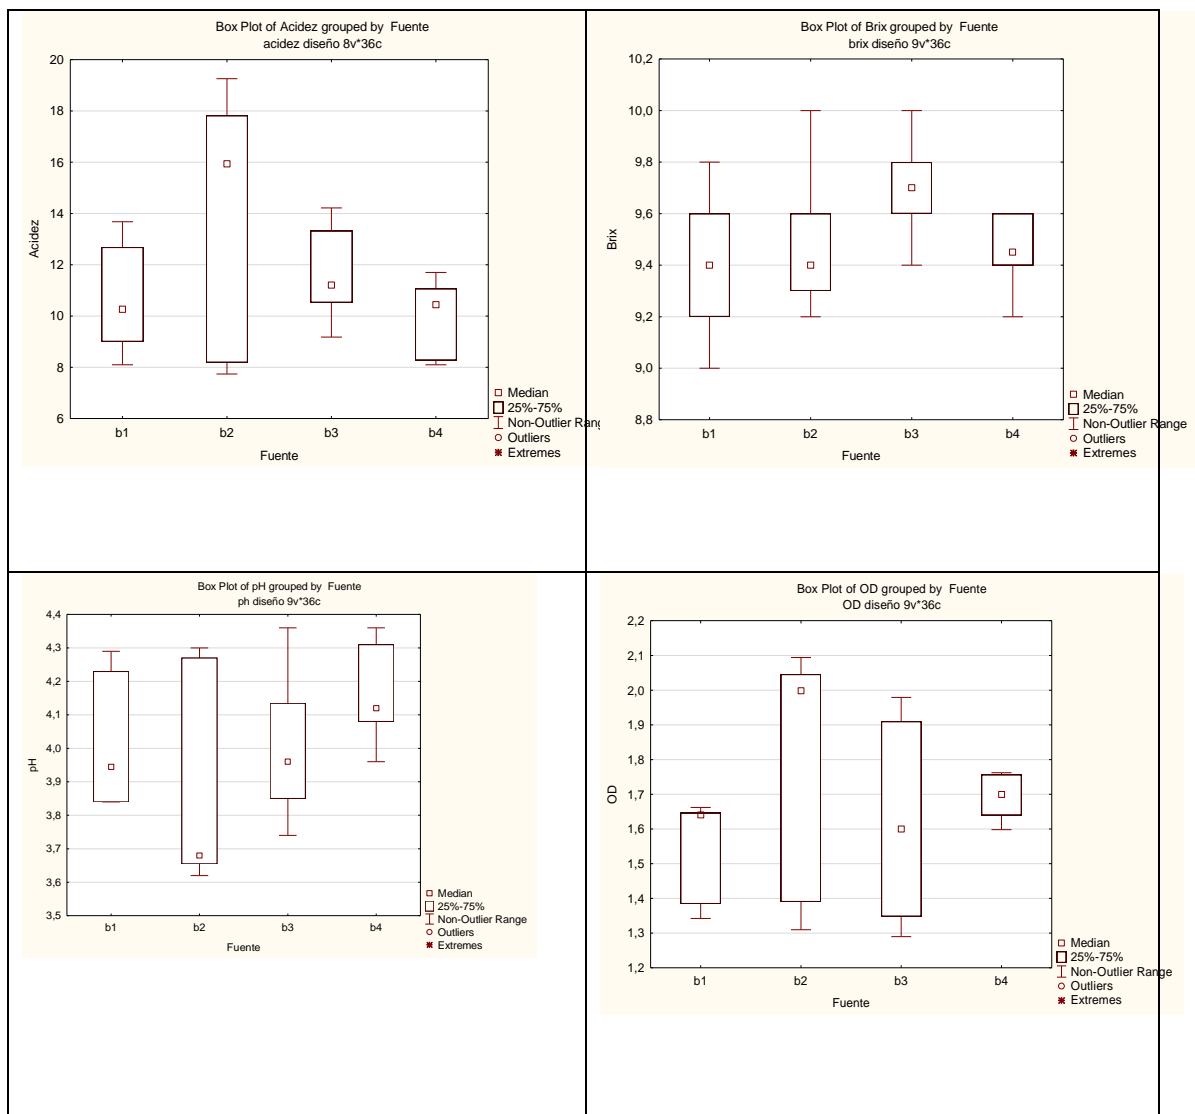 Box Plot of Acidez grouped by Fuente
acidez diseño 8v*36c
20
18
16
14
12
10
8
6
Acidez
b1 b2 b3 b4
Fuente
Median
25%-75%
Non-Outlier Rang
Outliers
Extremes
Box Plot of Brix grouped by Fuente
brix diseño 9v*36c
10,2
10,0
9,8
9,6
9,4
9,2
9,0
8,8
Brix
b1 b2 b3 b4
Fuente
Median
25%-75%
Non-Outlier Range
Outliers
Extremes
Box Plot of pH grouped by Fuente
ph diseño 9v*36c
4,4
4,3
4,2
4,1
4,0
3,9
3,8
3,7
3,6
3,5
pH
b1 b2 b3 b4
Fuente
Median
25%-75%
Non-Outlier Range
Outliers
Extremes
Box Plot of OD grouped by Fuente
OD diseño 9v*36c
2,2
2,1
2,0
1,9
1,8
1,7
1,6
1,5
1,4
1,3
1,2
OD
b1 b2 b3 b4
Fuente
Median
25%-75%
Non-Outlier Range
Outliers
Extremes